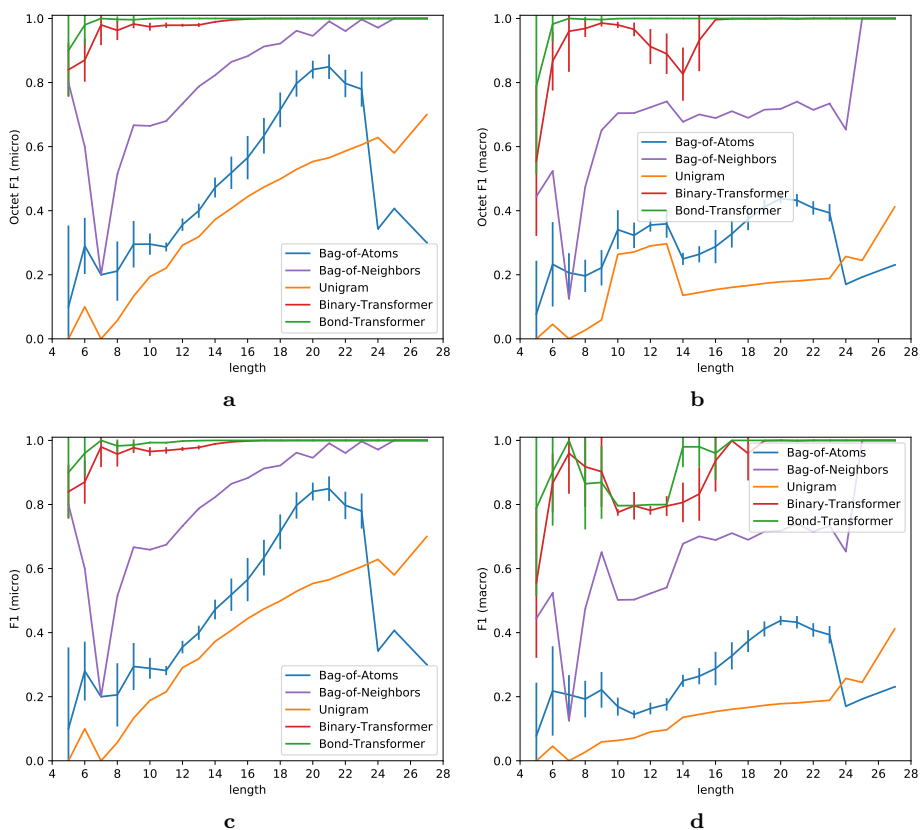 1.0
0.8
0.6
0.4
0.2
0.0
Octet F1 (micro)
4 6 8 10 12 14 16 18 20 22 24 26 28
length
Bag-of-Atoms
Bag-of-Neighbors
Unigram
Binary-Transformer
Bond-Transformer
a
1.0
0.8
0.6
0.4
0.2
0.0
Octet F1 (macro)
4 6 8 10 12 14 16 18 20 22 24 26 28
length
Bag-of-Atoms
Bag-of-Neighbors
Unigram
Binary-Transformer
Bond-Transformer
b
1.0
0.8
0.6
0.4
0.2
0.0
F1 (micro)
4 6 8 10 12 14 16 18 20 22 24 26 28
length
Bag-of-Atoms
Bag-of-Neighbors
Unigram
Binary-Transformer
Bond-Transformer
c
1.0
0.8
0.6
0.4
0.2
0.0
F1 (macro)
4 6 8 10 12 14 16 18 20 22 24 26 28
length
Bag-of-Atoms
Bag-of-Neighbors
Unigram
Binary-Transformer
Bond-Transformer
d